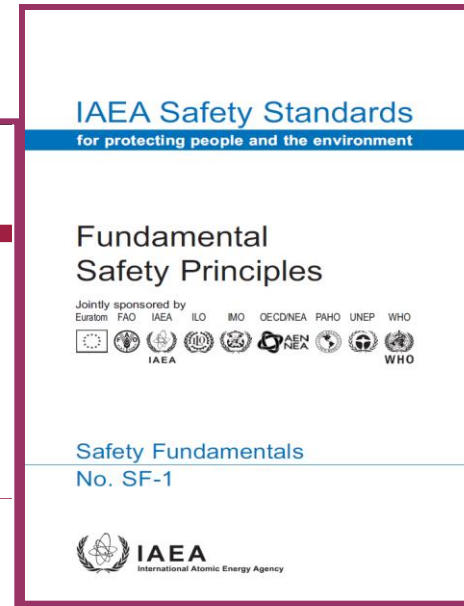 IAEA Safety Standards
for protecting people and the environment
Fundamental
Safety Principles
Jointly sponsored by
Euratom FAO IAEA ILO IMO OECD/NEA PAHO UNEP WHO
ILO AEN
NEA
IAEA WHO
Safety Fundamentals
No. SF-1
IAEA
International Atomic Energy Agency